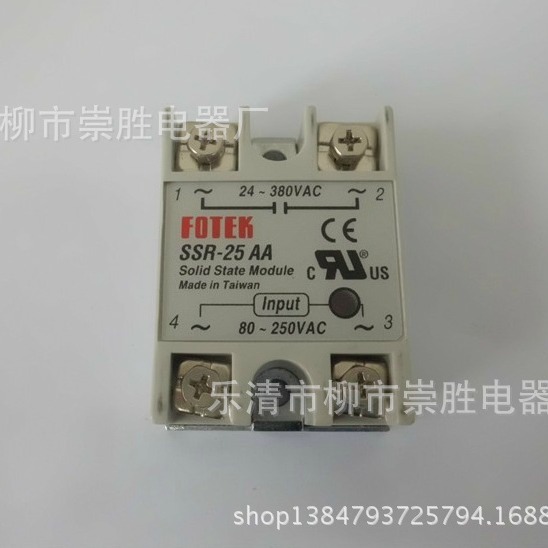 柳市崇胜电器厂
1 ~ 24 ~ 380VAC ~ 2
FOTEK
SSR-25 AA
Solid State Module
Made in Taiwan
CE
c RU US
Input
4 ~ 80 ~ 250VAC ~ 3
乐清市柳市崇胜电器
shop1384793725794.1688